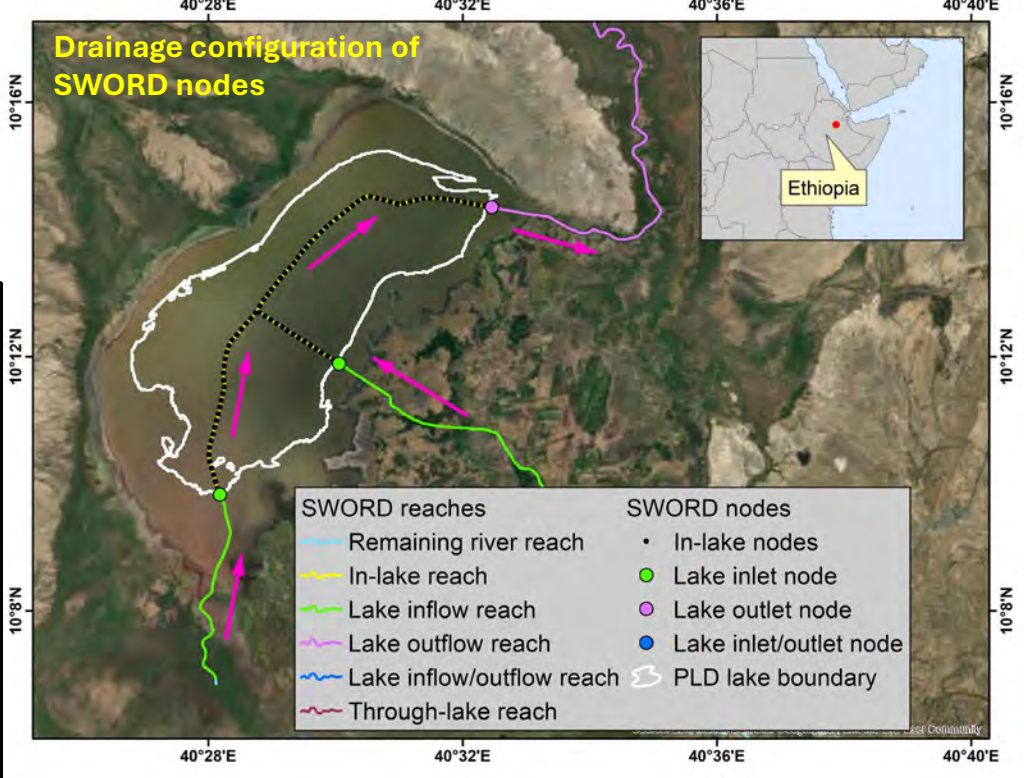 40°28'E 40°32'E 40°36'E 40°40'E
Drainage configuration of
SWORD nodes
10°16'N 10°16'N
Ethiopia
10°12'N 10°12'N
SWORD reaches
Remaining river reach
In-lake reach
Lake inflow reach
Lake outflow reach
Lake inflow/outflow reach
Through-lake reach
SWORD nodes
In-lake nodes
Lake inlet node
Lake outlet node
Lake inlet/outlet node
PLD lake boundary
10°8'N 10°8'N
User Community
40°28'E 40°32'E 40°36'E 40°40'E